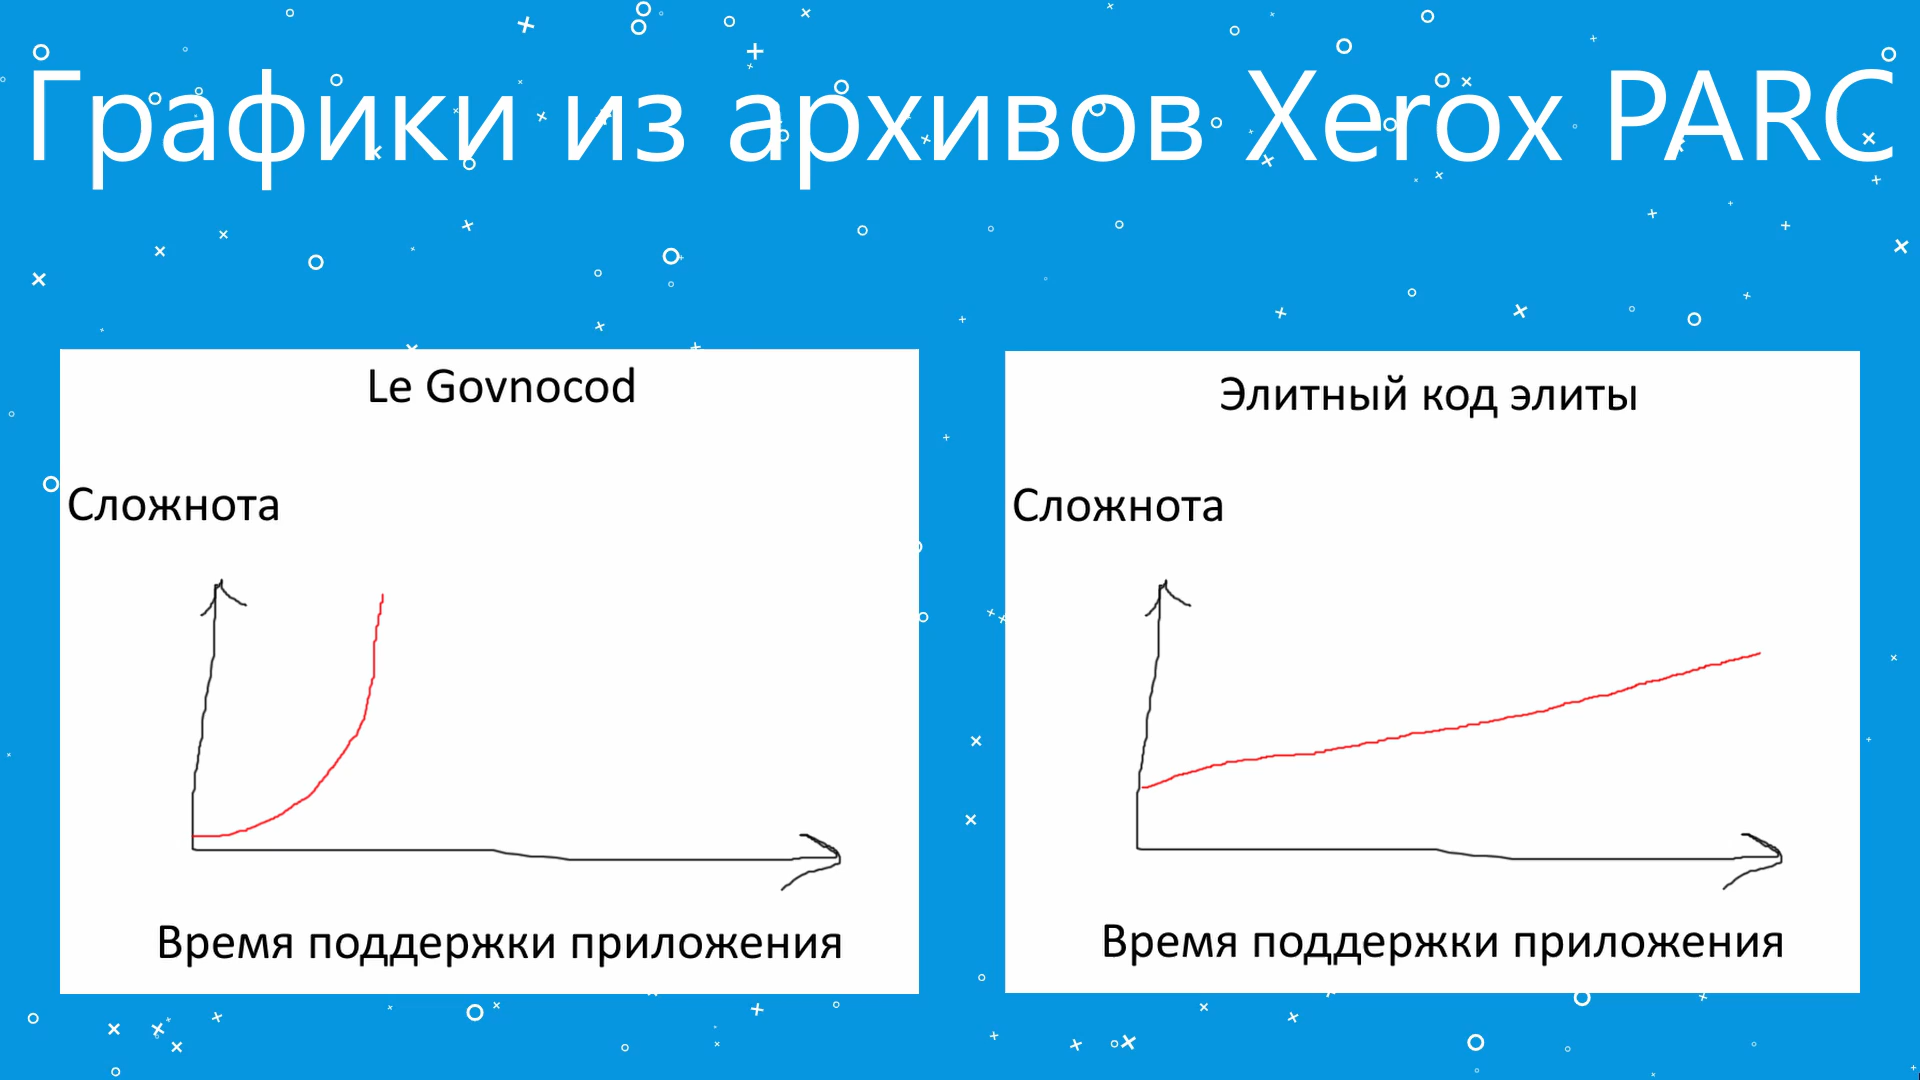 Графики из архивов Xerox PARC
Le Govnocod
Сложнота
Время поддержки приложения
Элитный код элиты
Сложнота
Время поддержки приложения